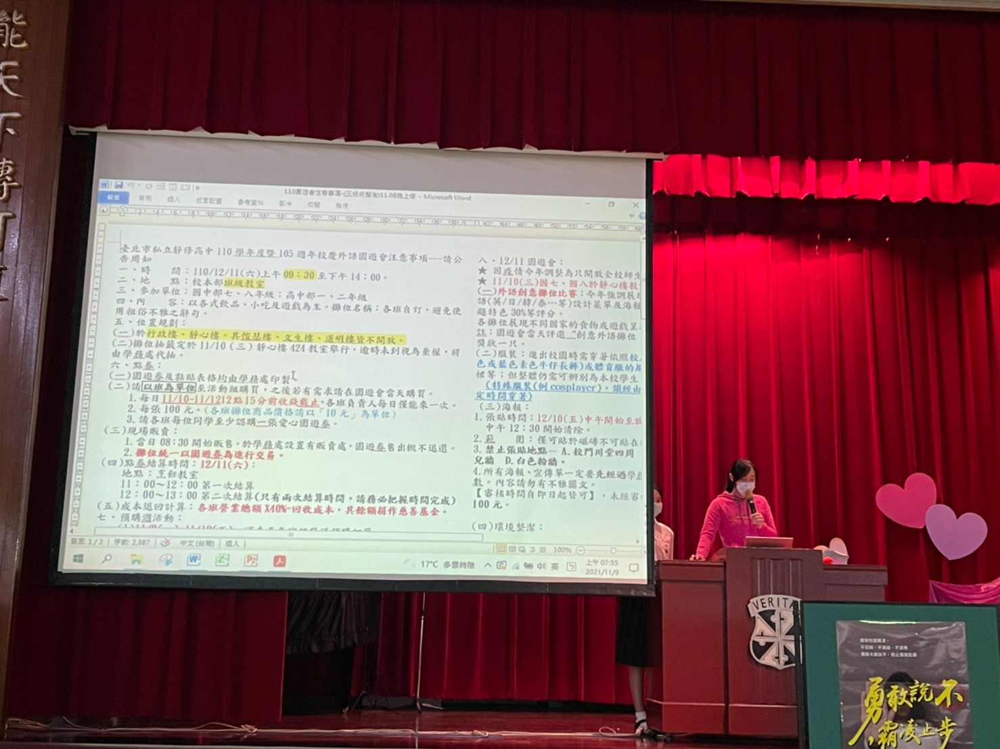 能
天
下
傳
110園遊會注意事項-(三總統整後)11.08晚上修 - Microsoft Word
檔案 常用 插入 版面配置 參考資料 郵件 校閱 檢視
臺北市私立靜修高中 110 學年度暨 105 週年校慶外語園遊會注意事項──請公
告周知
一、時　　間：110/12/11(六)上午 09：30 至下午 14：00。
二、地　　點：校本部班級教室
三、參加單位：國中部七、八年級；高中部一、二年級
四、內　　容：以各式飲品、小吃及遊戲為主。攤位名稱：各班自訂，避免使
用粗俗不雅之辭句。
五、位置規劃：
(一)於行政樓、靜心樓。其愷瑟樓、文生樓、道明樓皆不開放。
(二)攤位抽籤定於 11/10 (三) 靜心樓 424 教室舉行，逾時未到視為棄權，將
由學務處代抽。
六、點券：
(一)園遊券及黏貼表格均由學務處印製
(二)請以班為單位至活動組購買，之後若有需求請在園遊會當天購買。
1. 每日 11/10-11/12 12 點 15 分前收錢截止，各班負責人每日僅能來一次。
2. 每張 100 元。(各班攤位商品價格請以「10 元」為單位)
3. 請各班每位同學至少認購一張愛心園遊券。
(三)現場販賣：
1. 當日 08：30 開始販售。於學務處設置有販賣處。園遊券售出概不退還。
2. 攤位統一以園遊券為進行交易。
(四)點券結算時間：12/11(六)：
地點：烹飪教室
11：00～12：00 第一次結算
12：00～13：00 第二次結算(只有兩次結算時間，請務必把握時間完成)
(五)成本退回計算：各班營業總額 X40%=回收成本，其餘額捐作慈善基金。
七、預購週活動：
八、12/11 園遊會：
★ 因疫情今年調整為只開放全校師生
★ 11/10(三)國七、國八於靜心樓教
(一)外語創意攤位比賽：今年強調展現
語(英/日/韓/泰…等)設計菜單及海報
題特色 30%等評分。
各攤位展現不同國家的食物或遊戲呈
註：園遊會當天評選 "創意外語攤位
獎狀一只。
(二)服裝：進出校園時需穿著依照校
色或藍色素色牛仔長褲)或體育服的規
裙等；但整體仍需可辨別為本校學生
(特殊服裝(例 cosplayer)，須經由
定時間穿著)
(三)海報：
1. 張貼時間：12/10(五)中午開始至放
中午 12：30 開始清除。
2. 範　　圍：僅可貼於磁磚不可貼在
3. 禁止張貼地點— A. 校門川堂四周
兒牆　D. 白色粉牆。
4. 所有海報、宣傳單一定要先經過學
數。內容請勿有不雅圖文。
【審核時間自即日起皆可】，未經審
100 元。
(四)環境整潔：
頁面: 1/2 字數: 2,387 中文 (台灣) 插入 100%
17°C 多雲時陰 英 上午 07:55
2021/11/9
VERITA
勇敢說不
，霸凌止步